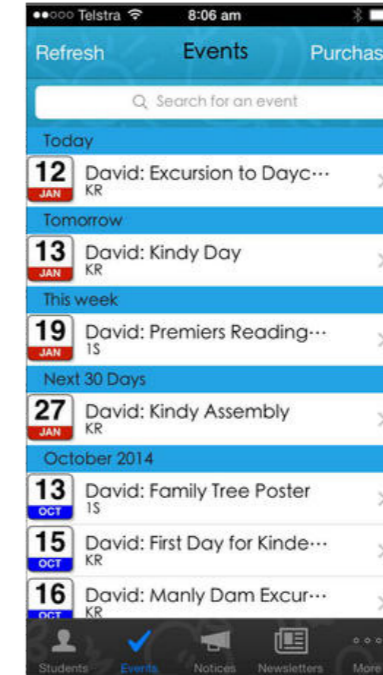 Telstra 8:06 am
Refresh Events Purchas
Search for an event
Today
12 David: Excursion to Dayc···
JAN KR
Tomorrow
13 David: Kindy Day
JAN KR
This week
19 David: Premiers Reading···
JAN 1S
Next 30 Days
27 David: Kindy Assembly
JAN KR
October 2014
13 David: Family Tree Poster
OCT 1S
15 David: First Day for Kinde···
OCT KR
16 David: Manly Dam Excur···
OCT KR
Students Events Notices Newsletters More